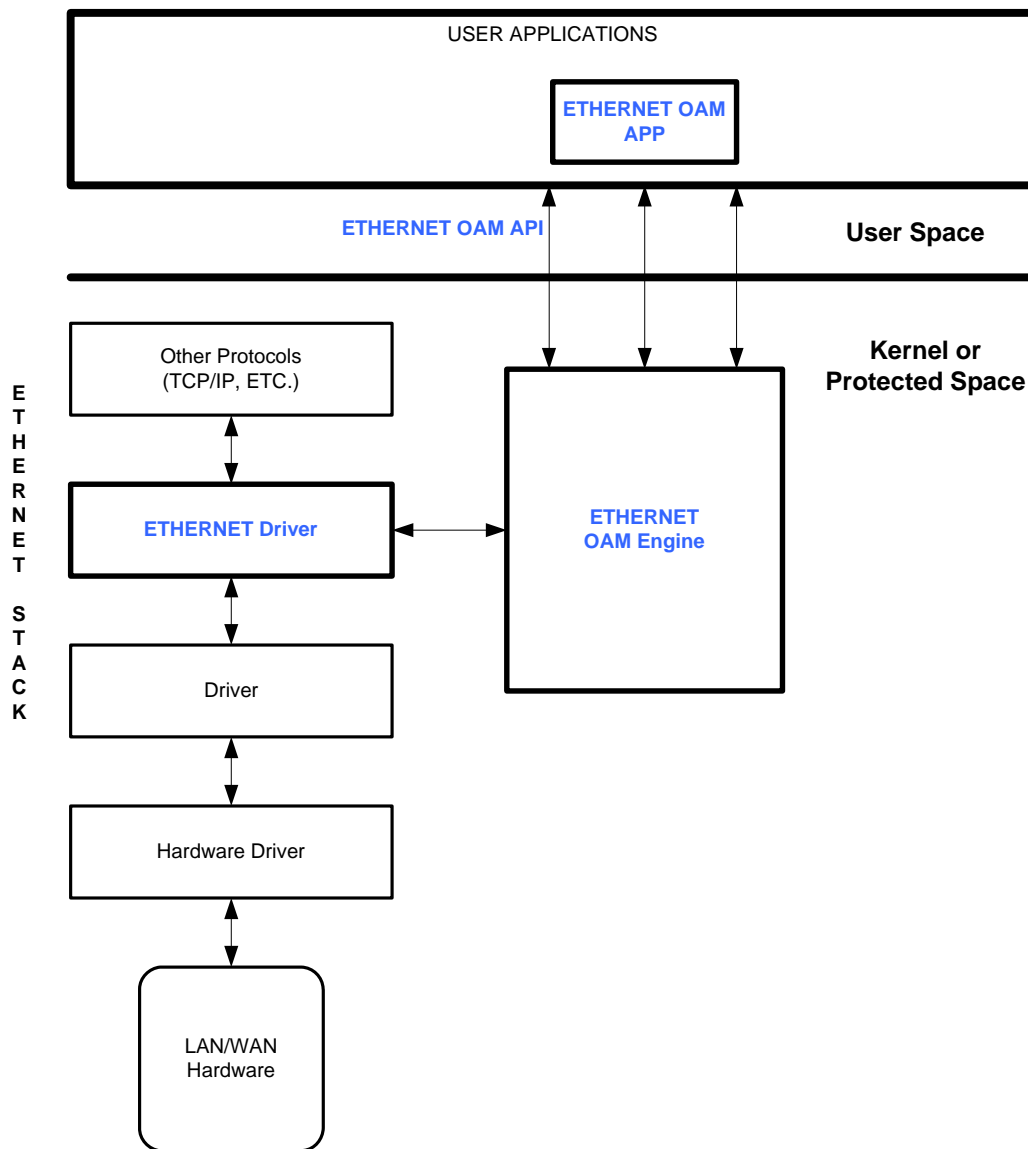 USER APPLICATIONS
ETHERNET OAM
APP
ETHERNET OAM API
User Space
Other Protocols
(TCP/IP, ETC.)
Kernel or
Protected Space
E
T
H
E
R
N
E
T
S
T
A
C
K
ETHERNET Driver
ETHERNET
OAM Engine
Driver
Hardware Driver
LAN/WAN
Hardware